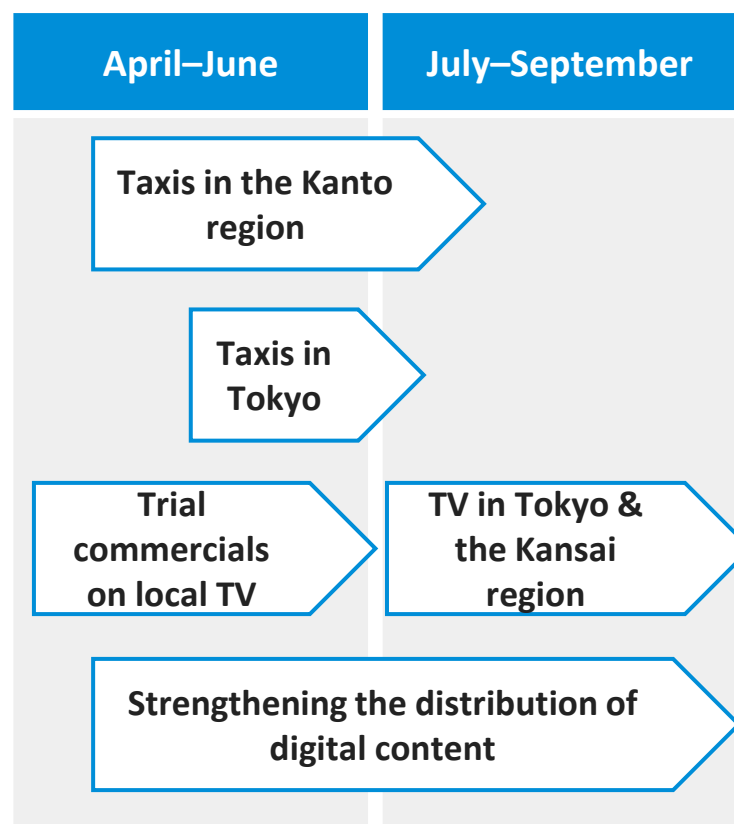 April–June
July–September
Taxis in the Kanto
region
Taxis in
Tokyo
Trial
commercials
on local TV
TV in Tokyo &
the Kansai
region
Strengthening the distribution of
digital content